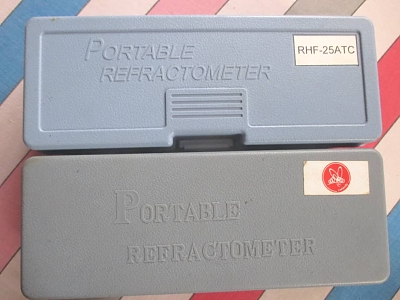 PORTABLE
REFRACTOMETER
RHF-25ATC
PORTABLE
REFRACTOMETER